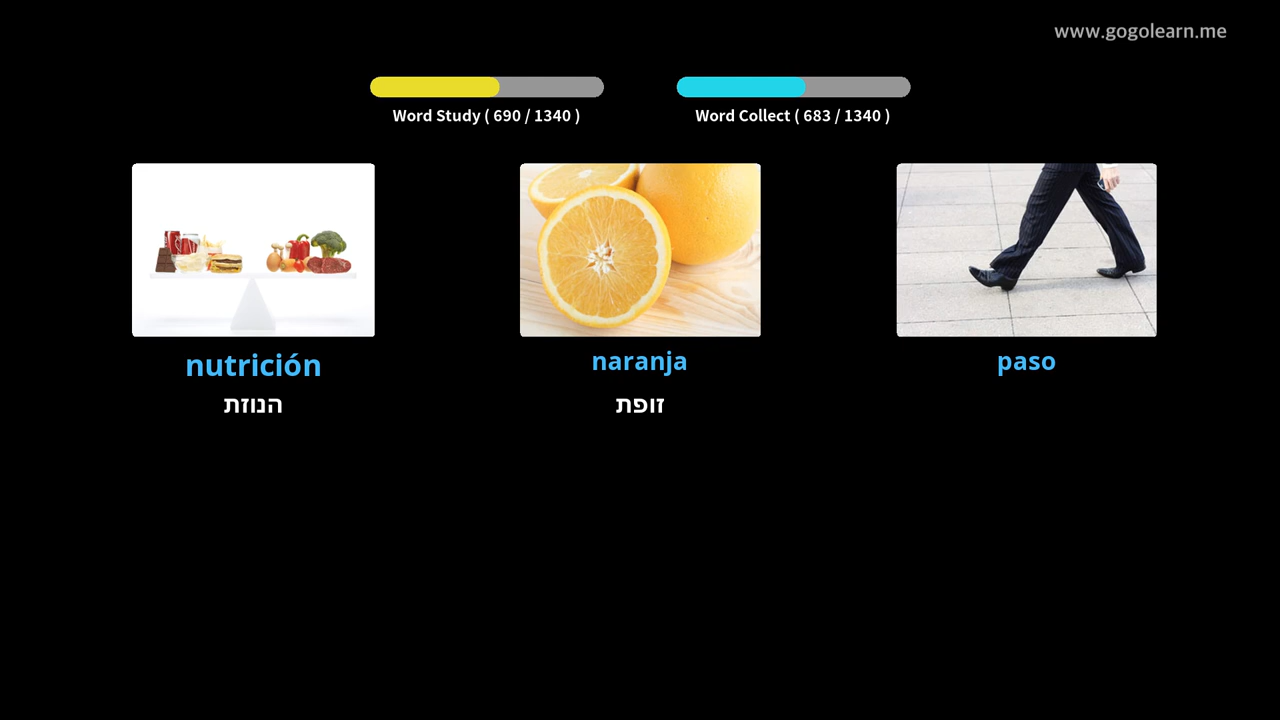 www.gogolearn.me
Word Study ( 690 / 1340 )
Word Collect ( 683 / 1340 )
nutrición
הנוזת
naranja
זופת
paso